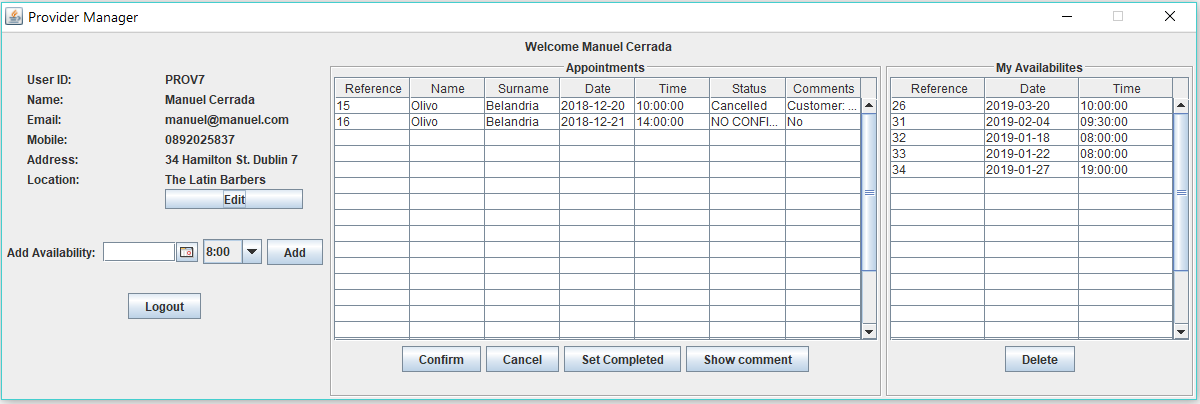 Provider Manager
Welcome Manuel Cerrada
User ID: PROV7
Name: Manuel Cerrada
Email: manuel@manuel.com
Mobile: 0892025837
Address: 34 Hamilton St. Dublin 7
Location: The Latin Barbers
Edit
Add Availability: 8:00 Add
Logout
Appointments
Reference Name Surname Date Time Status Comments
15 Olivo Belandria 2018-12-20 10:00:00 Cancelled Customer: ...
16 Olivo Belandria 2018-12-21 14:00:00 NO CONFI... No
Confirm Cancel Set Completed Show comment
My Availabilites
Reference Date Time
26 2019-03-20 10:00:00
31 2019-02-04 09:30:00
32 2019-01-18 08:00:00
33 2019-01-22 08:00:00
34 2019-01-27 19:00:00
Delete